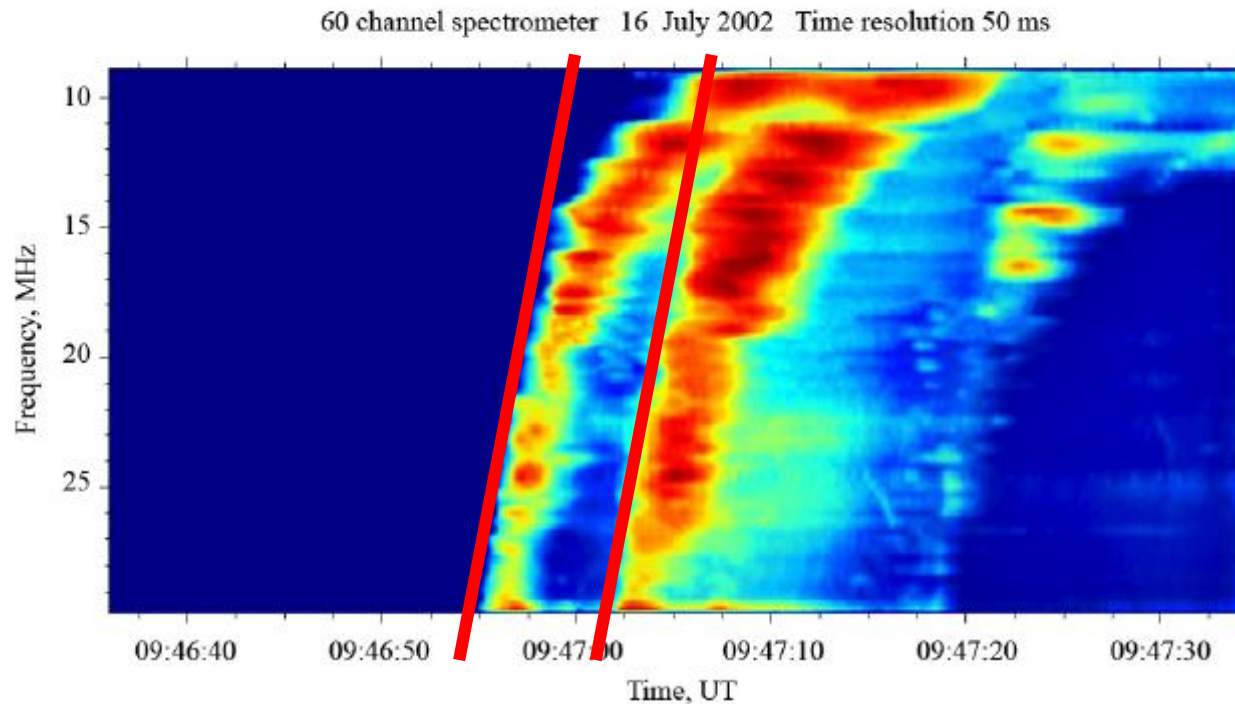 60 channel spectrometer 16 July 2002 Time resolution 50 ms
10
15
20
25
Frequency, MHz
09:46:40 09:46:50 09:47:00 09:47:10 09:47:20 09:47:30
Time, UT